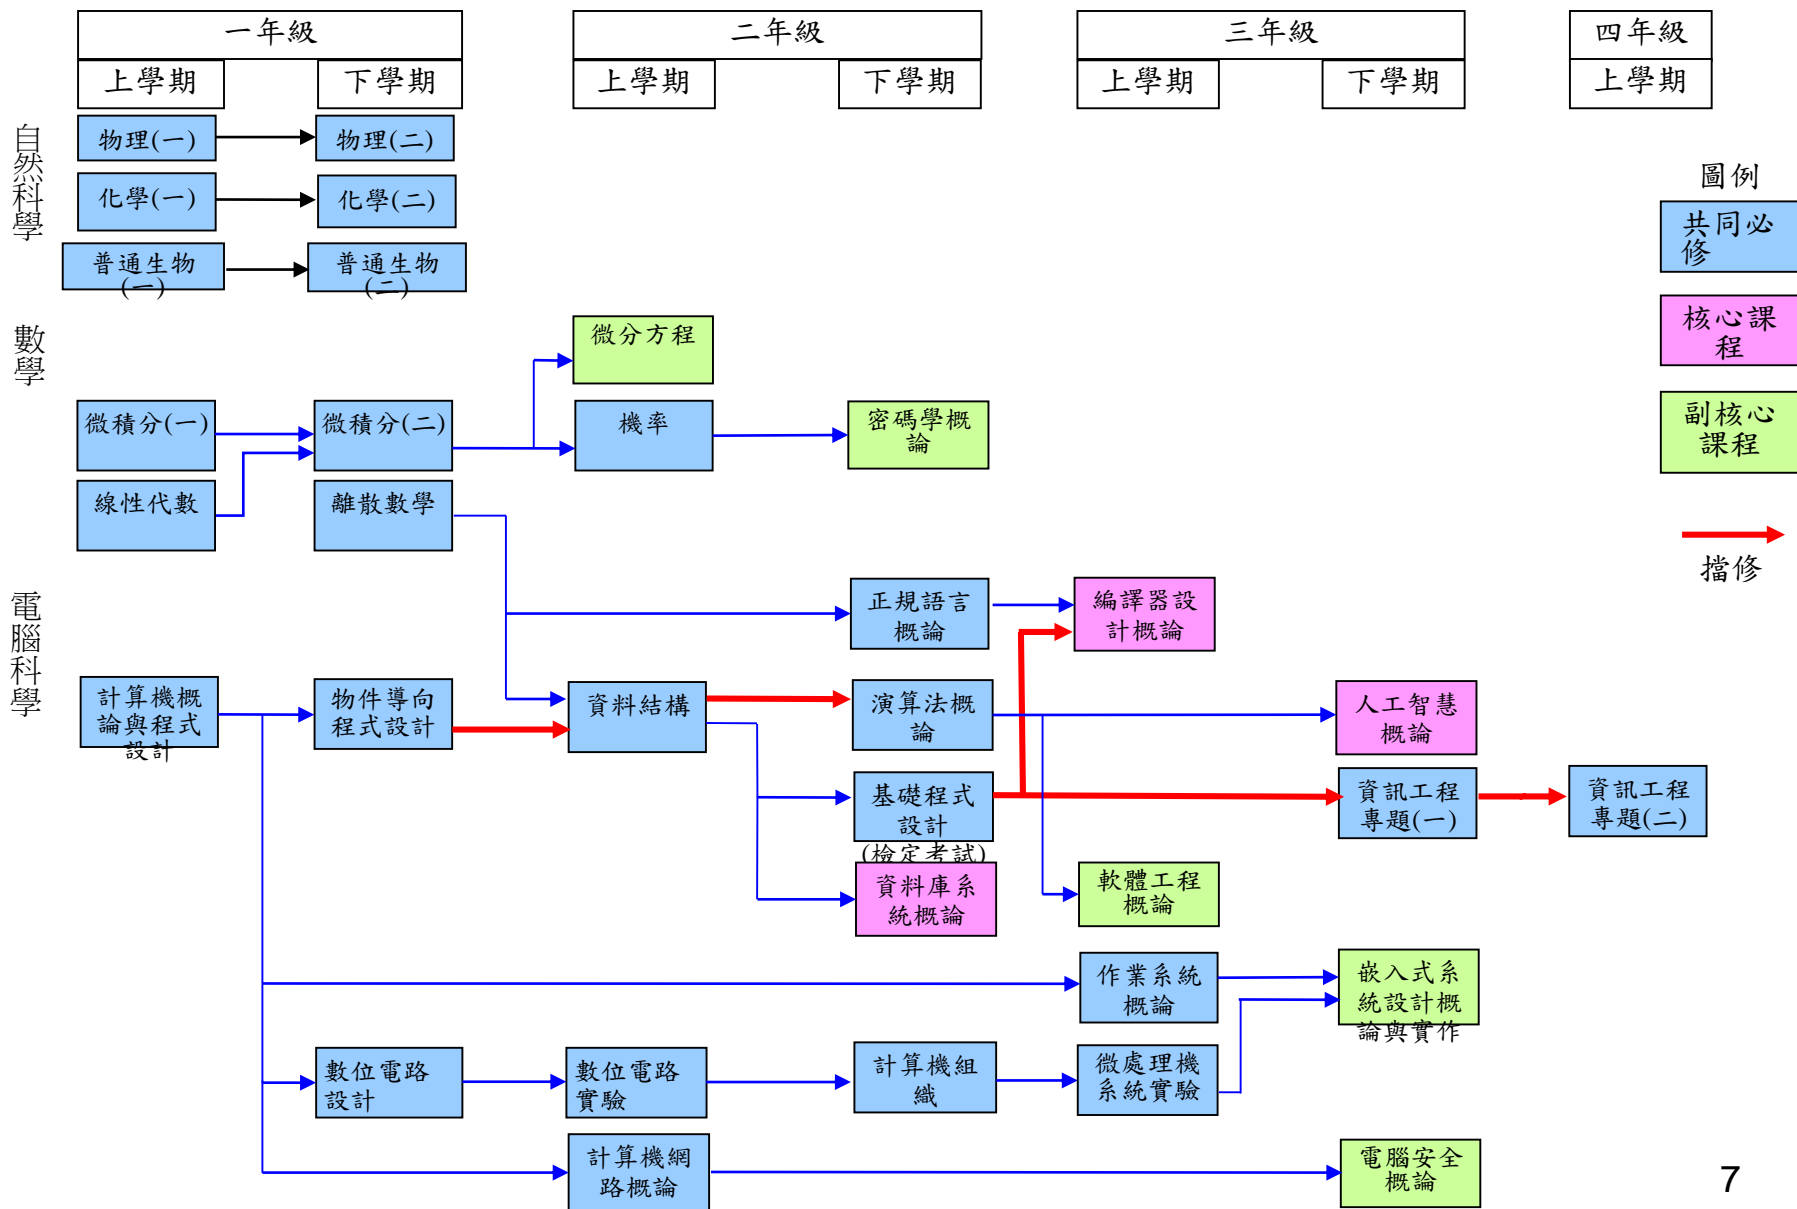 一年級
二年級
三年級
四年級
上學期
下學期
上學期
下學期
上學期
下學期
上學期
自然科學
物理(一)
物理(二)
化學(一)
化學(二)
普通生物
(一)
普通生物
(二)
圖例
共同必
修
核心課
程
副核心
課程
擋修
數學
微分方程
微積分(一)
微積分(二)
機率
密碼學概
論
線性代數
離散數學
電腦科學
正規語言
概論
編譯器設
計概論
計算機概
論與程式
設計
物件導向
程式設計
資料結構
演算法概
論
人工智慧
概論
基礎程式
設計
(檢定考試)
資訊工程
專題(一)
資訊工程
專題(二)
資料庫系
統概論
軟體工程
概論
作業系統
概論
嵌入式系
統設計概
論與實作
數位電路
設計
數位電路
實驗
計算機組
織
微處理機
系統實驗
計算機網
路概論
電腦安全
概論
7